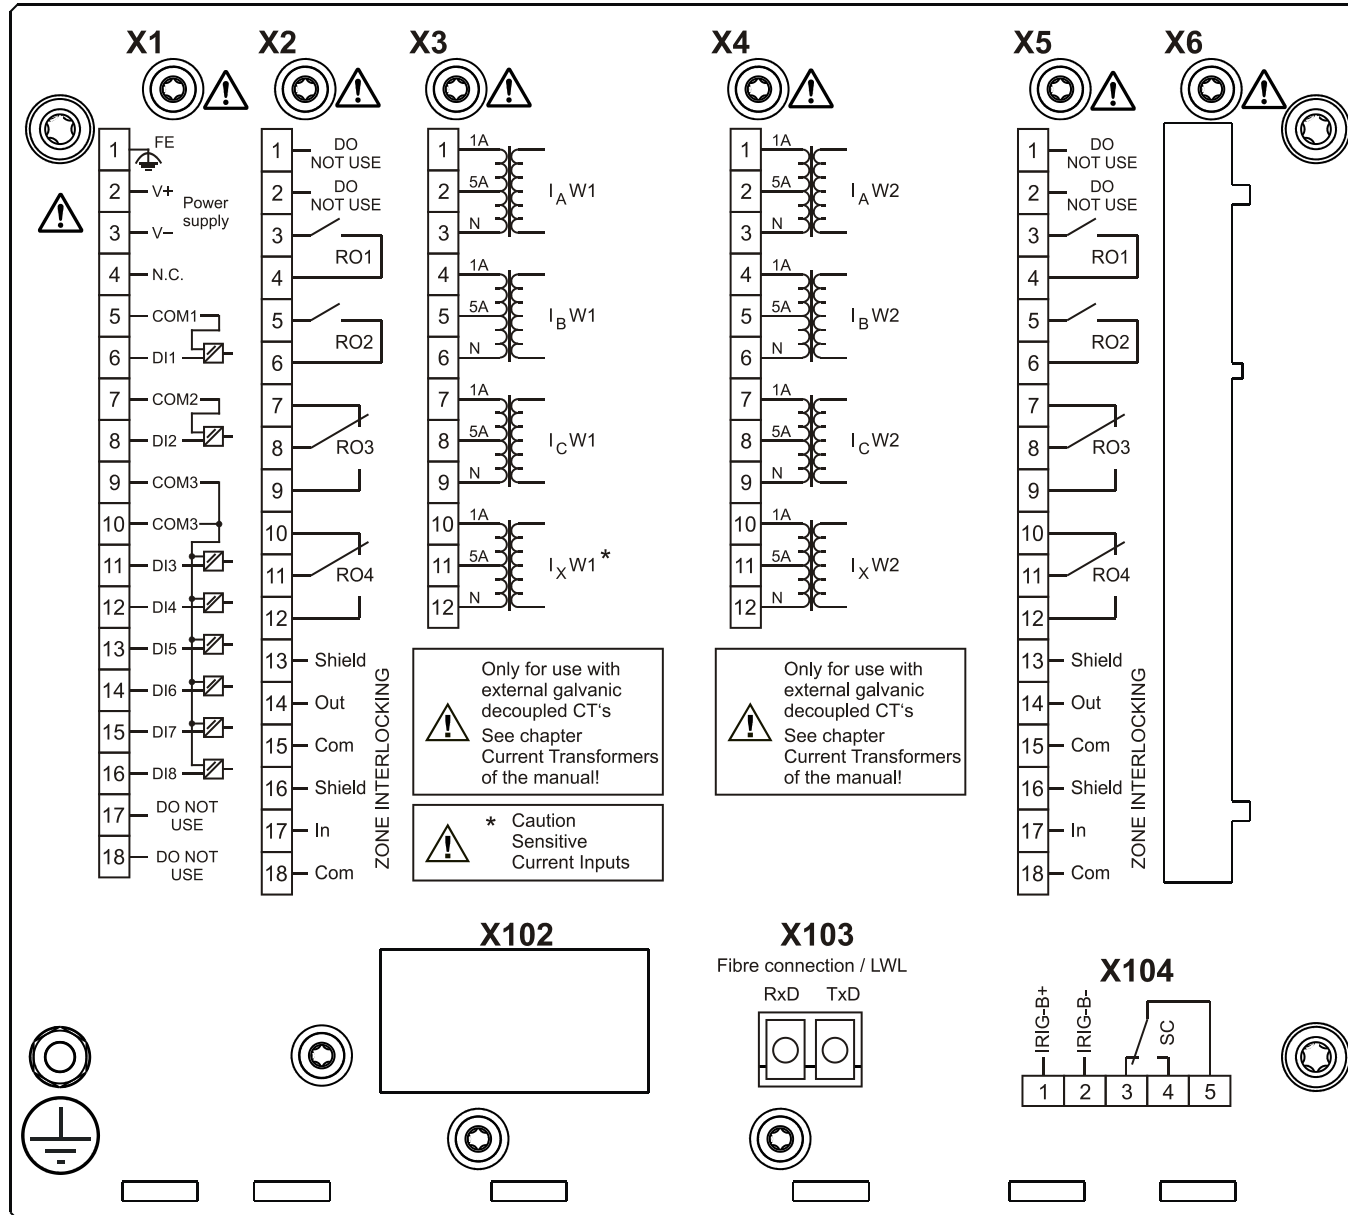 X1
X2
X3
X4
X5
X6
1 FE
2 V+
Power
supply
3 V–
4 N.C.
5 COM1
6 DI1
7 COM2
8 DI2
9 COM3
10 COM3
11 DI3
12 DI4
13 DI5
14 DI6
15 DI7
16 DI8
17 DO NOT
USE
18 DO NOT
USE
1 DO
NOT USE
2 DO
NOT USE
3
RO1
4
5
RO2
6
7
8 RO3
9
10
11 RO4
12
13 Shield
14 Out
15 Com
16 Shield
17 In
18 Com
ZONE INTERLOCKING
1 1A
2 5A IAW1
3 N
4 1A
5 5A IBW1
6 N
7 1A
8 5A ICW1
9 N
10 1A
11 5A IXW1*
12 N
Only for use with
external galvanic
decoupled CT's
See chapter
Current Transformers
of the manual!
* Caution
Sensitive
Current Inputs
1 1A
2 5A IAW2
3 N
4 1A
5 5A IBW2
6 N
7 1A
8 5A ICW2
9 N
10 1A
11 5A IXW2
12 N
Only for use with
external galvanic
decoupled CT's
See chapter
Current Transformers
of the manual!
1 DO
NOT USE
2 DO
NOT USE
3
RO1
4
5
RO2
6
7
8 RO3
9
10
11 RO4
12
13 Shield
14 Out
15 Com
16 Shield
17 In
18 Com
ZONE INTERLOCKING
X102
X103
Fibre connection / LWL
RxD TxD
X104
IRIG-B+
IRIG-B-
SC
1 2 3 4 5